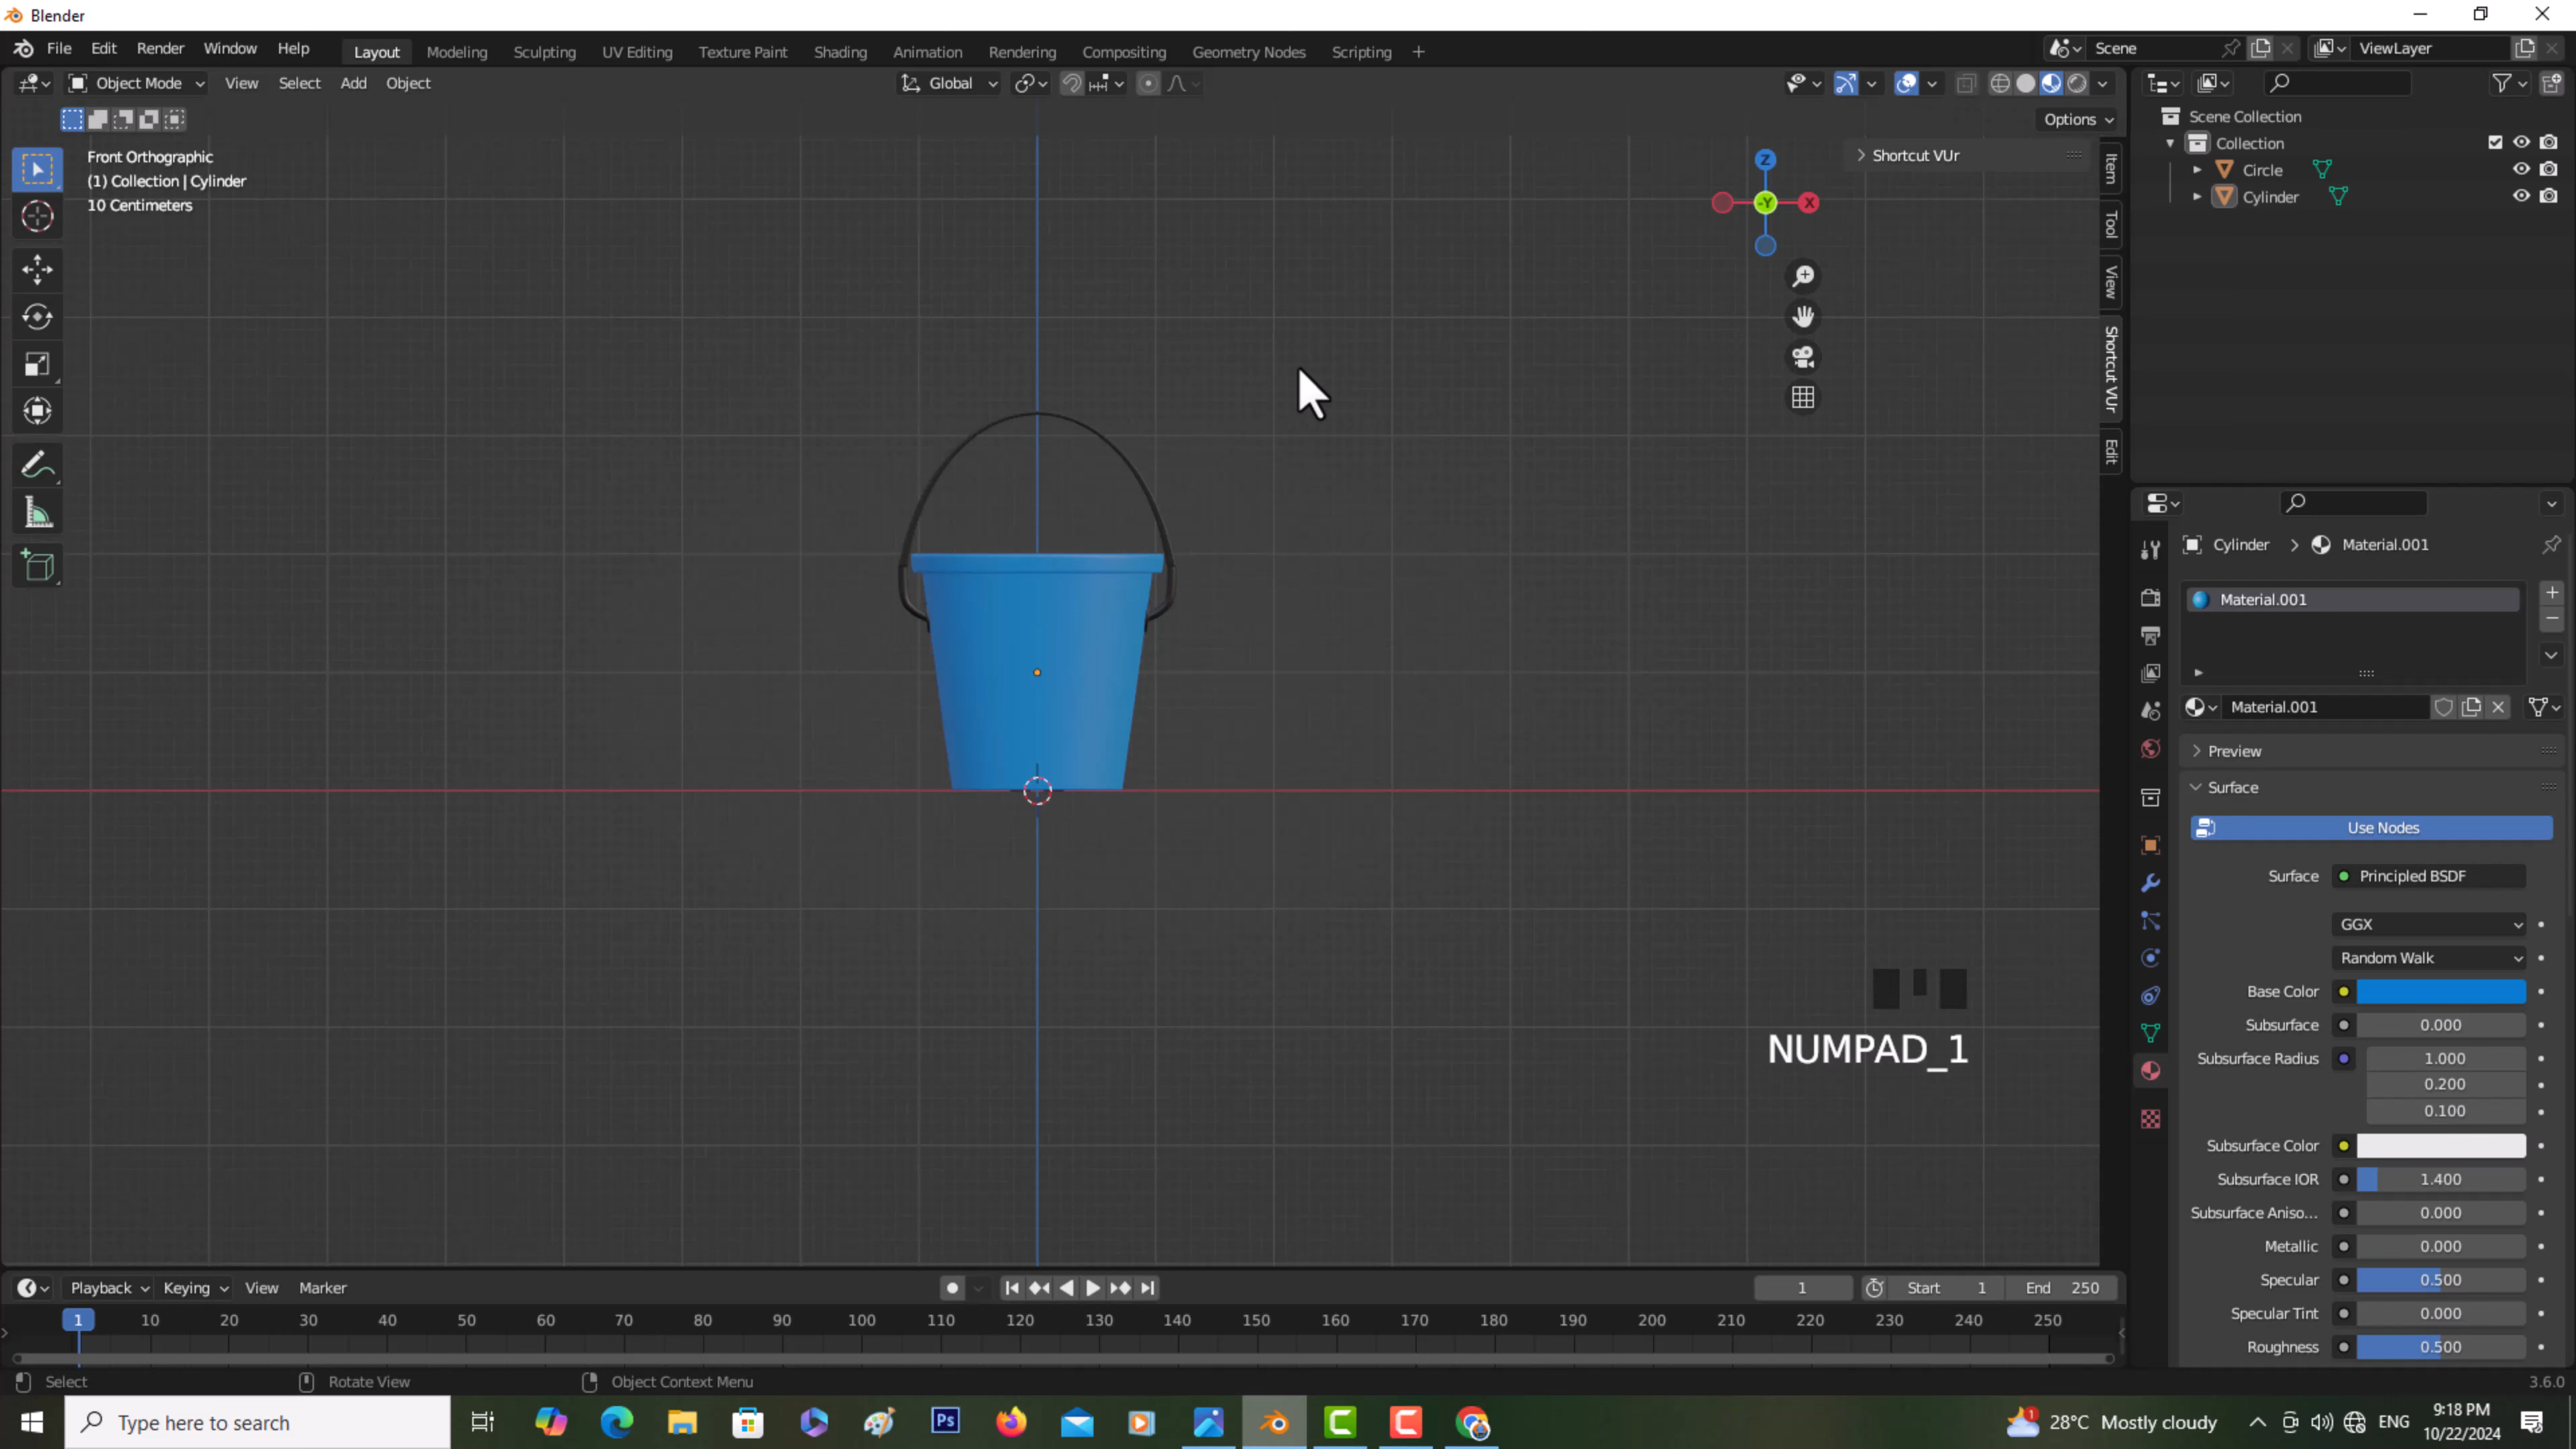 Blender
File Edit Render Window Help Layout Modeling Sculpting UV Editing Texture Paint Shading Animation Rendering Compositing Geometry Nodes Scripting + Scene ViewLayer
Object Mode View Select Add Object Global
Options
Front Orthographic
(1) Collection | Cylinder
10 Centimeters
Shortcut VUr
Z
-Y X
Item
Tool
View
Shortcut VUr
Edit
Scene Collection
Collection
Circle
Cylinder
Cylinder > Material.001
Material.001
Material.001
Preview
Surface
Use Nodes
Surface Principled BSDF
GGX
Random Walk
Base Color
Subsurface 0.000
Subsurface Radius 1.000
0.200
0.100
Subsurface Color
Subsurface IOR 1.400
Subsurface Aniso... 0.000
Metallic 0.000
Specular 0.500
Specular Tint 0.000
Roughness 0.500
NUMPAD_1
Playback Keying View Marker 1 Start 1 End 250
1 10 20 30 40 50 60 70 80 90 100 110 120 130 140 150 160 170 180 190 200 210 220 230 240 250
Select Rotate View Object Context Menu 3.6.0
Type here to search Ps 1 28°C Mostly cloudy ENG 9:18 PM
10/22/2024